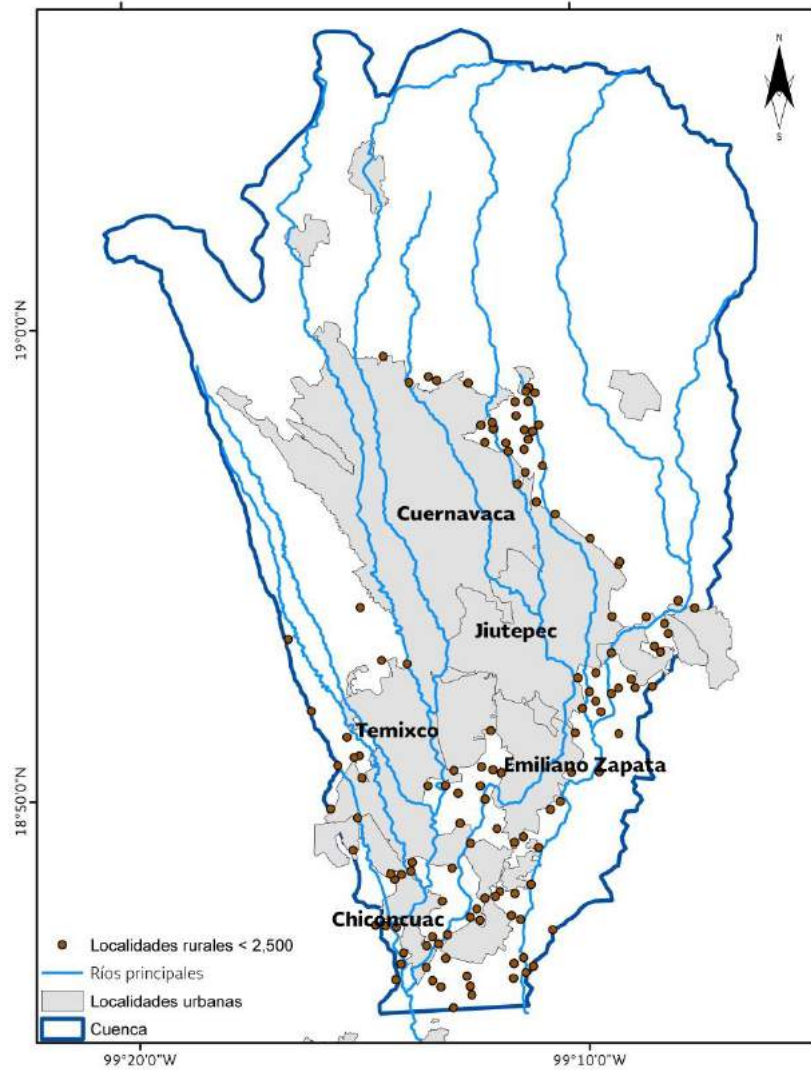 N
S
19°0'0"N
Cuernavaca
Jiutepec
Temixco
Emiliano Zapata
18°50'0"N
Chiconcuac
Localidades rurales < 2,500
Ríos principales
Localidades urbanas
Cuenca
99°20'0"W
99°10'0"W